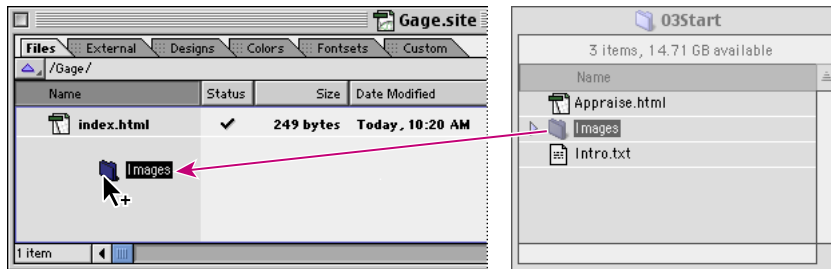 Gage.site
Files External Designs Colors Fontsets Custom
/Gage/
Name Status Size Date Modified
index.html 249 bytes Today, 10:20 AM
Images
1 item
03Start
3 items, 14.71 GB available
Name
Appraise.html
Images
Intro.txt